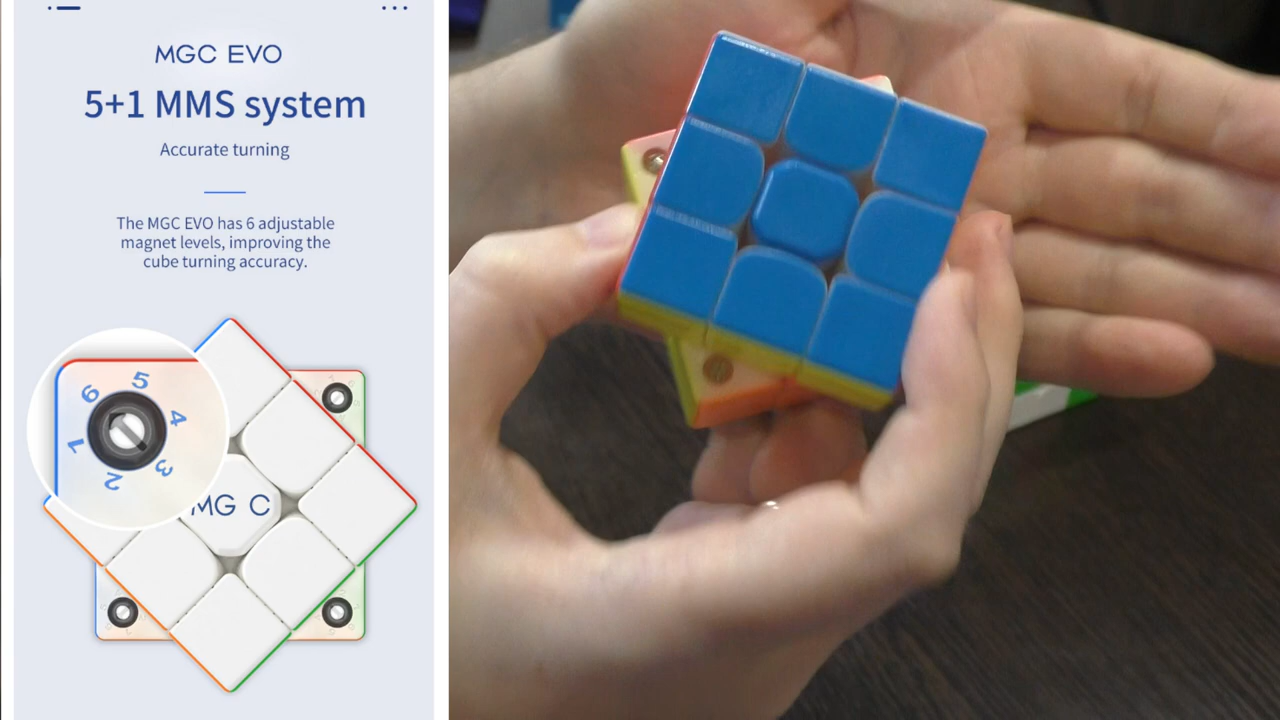 MGC EVO
5+1 MMS system
Accurate turning
The MGC EVO has 6 adjustable
magnet levels, improving the
cube turning accuracy.
5
6
4
1
3
2
MG C